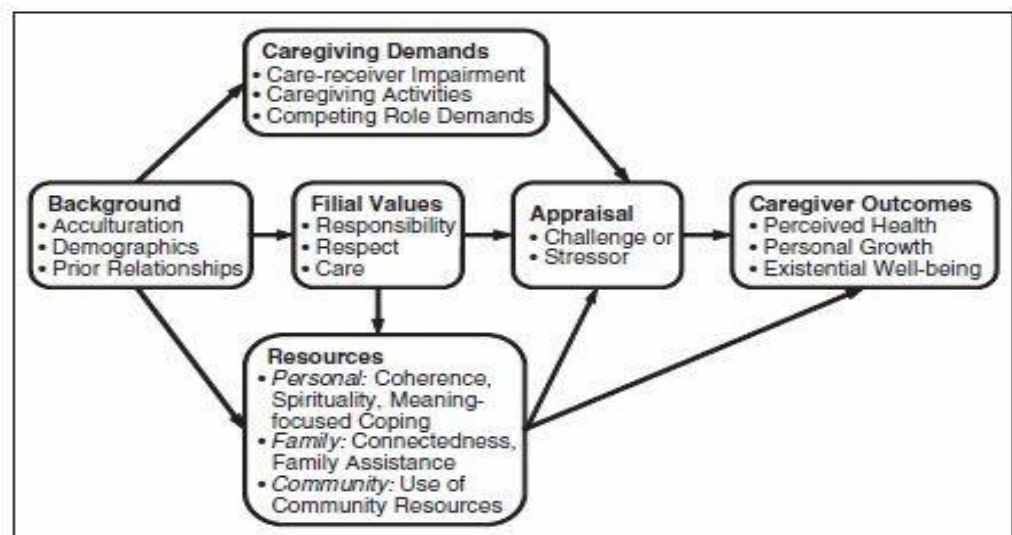 Caregiving Demands
• Care-receiver Impairment
• Caregiving Activities
• Competing Role Demands
Background
• Acculturation
• Demographics
• Prior Relationships
Filial Values
• Responsibility
• Respect
• Care
Appraisal
• Challenge or
• Stressor
Caregiver Outcomes
• Perceived Health
• Personal Growth
• Existential Well-being
Resources
• Personal: Coherence,
Spirituality, Meaning-
focused Coping
• Family: Connectedness,
Family Assistance
• Community: Use of
Community Resources